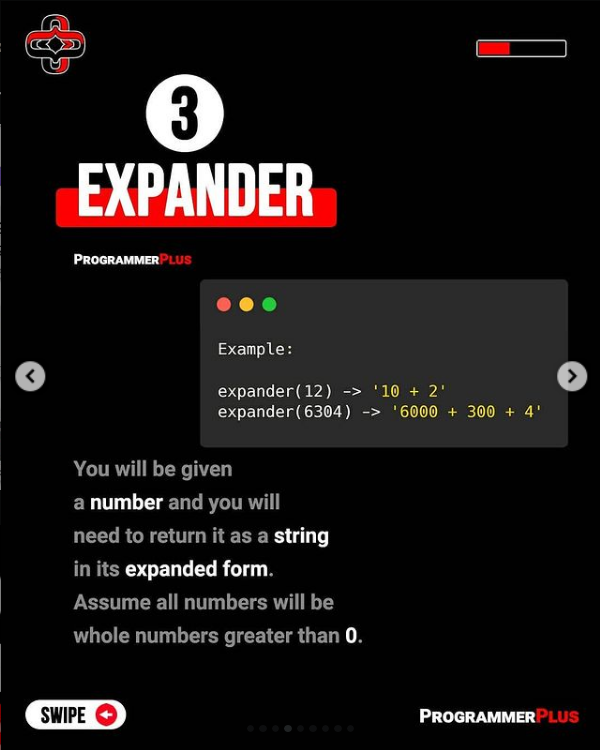 3
EXPANDER
PROGRAMMERPLUS
Example:
expander(12) -> '10 + 2'
expander(6304) -> '6000 + 300 + 4'
You will be given
a number and you will
need to return it as a string
in its expanded form.
Assume all numbers will be
whole numbers greater than 0.
SWIPE
PROGRAMMERPLUS